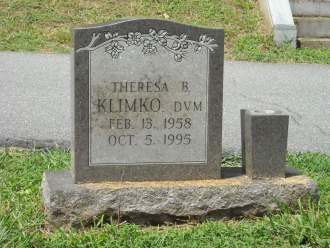 THERESA B.
KLIMKO, DVM
FEB. 13 1958
OCT. 5 1995